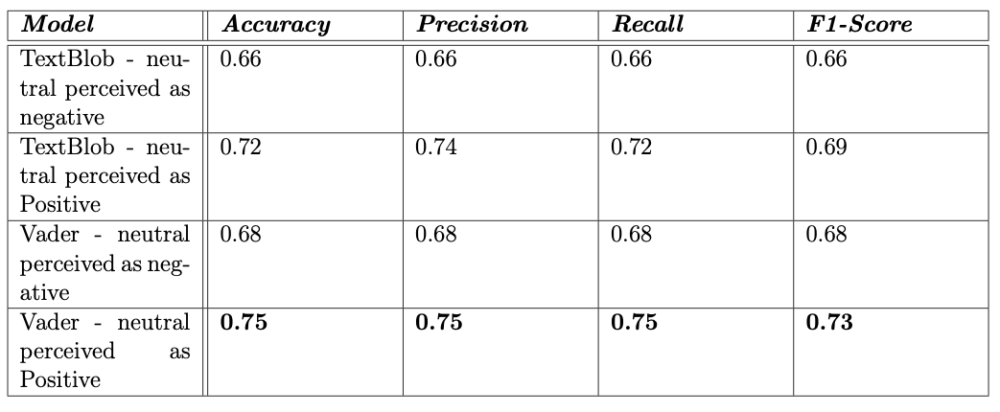 Model Accuracy Precision Recall F1-Score
TextBlob - neu- 0.66 0.66 0.66 0.66
tral perceived as
negative
TextBlob - neu- 0.72 0.74 0.72 0.69
tral perceived as
Positive
Vader - neutral 0.68 0.68 0.68 0.68
perceived as neg-
ative
Vader - neutral 0.75 0.75 0.75 0.73
perceived as
Positive